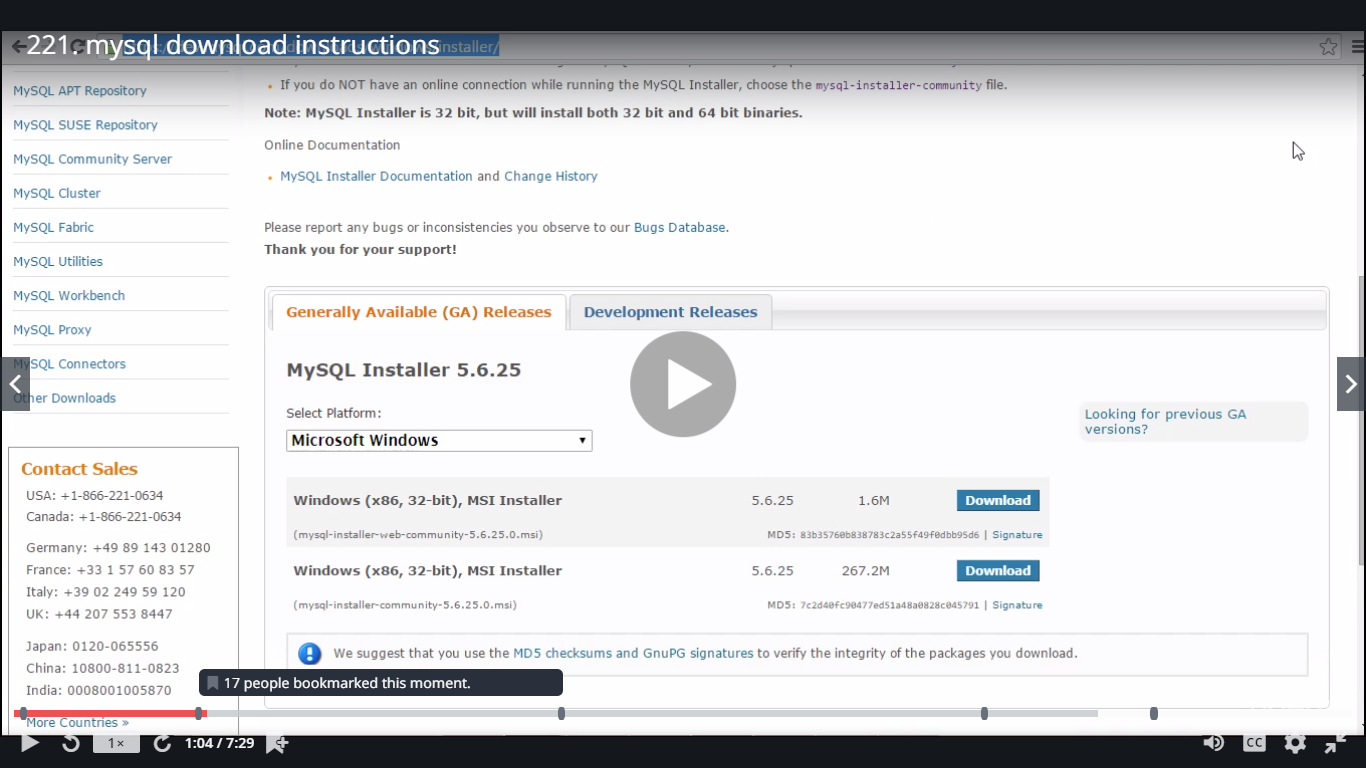 221. mysql download instructions
installer/
MySQL APT Repository
MySQL SUSE Repository
MySQL Community Server
MySQL Cluster
MySQL Fabric
MySQL Utilities
MySQL Workbench
MySQL Proxy
MySQL Connectors
Other Downloads
Contact Sales
USA: +1-866-221-0634
Canada: +1-866-221-0634
Germany: +49 89 143 01280
France: +33 1 57 60 83 57
Italy: +39 02 249 59 120
UK: +44 207 553 8447
Japan: 0120-065556
China: 10800-811-0823
India: 0008001005870
More Countries »
If you do NOT have an online connection while running the MySQL Installer, choose the mysql-installer-community file.
Note: MySQL Installer is 32 bit, but will install both 32 bit and 64 bit binaries.
Online Documentation
MySQL Installer Documentation and Change History
Please report any bugs or inconsistencies you observe to our Bugs Database.
Thank you for your support!
Generally Available (GA) Releases
Development Releases
MySQL Installer 5.6.25
Select Platform:
Microsoft Windows
Looking for previous GA
versions?
Windows (x86, 32-bit), MSI Installer 5.6.25 1.6M Download
(mysql-installer-web-community-5.6.25.0.msi) MD5: 83b35760b838783c2a55f49f0dbb95d6 | Signature
Windows (x86, 32-bit), MSI Installer 5.6.25 267.2M Download
(mysql-installer-community-5.6.25.0.msi) MD5: 7c2d40fc90477ed51a48a0828c045791 | Signature
We suggest that you use the MD5 checksums and GnuPG signatures to verify the integrity of the packages you download.
17 people bookmarked this moment.
1×
1:04 / 7:29
CC